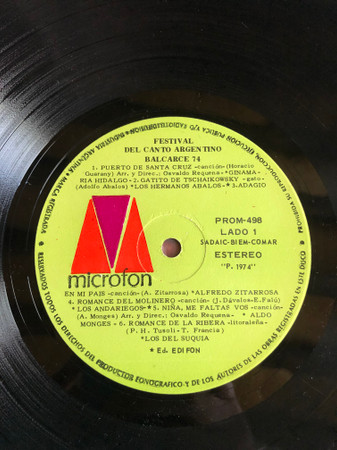 FESTIVAL
DEL CANTO ARGENTINO
BALCARCE 74
1. PUERTO DE SANTA CRUZ -canción- (Horacio
Guarany) Arr. y Direc.: Osvaldo Requena- *GINAMA-
RIA HIDALGO - 2. GATITO DE TSCHAIKOWSKY -gato-
(Adolfo Abalos) *LOS HERMANOS ABALOS- *3. ADAGIO
PROM-498
LADO 1
SADAIC-BIEM-COMAR
ESTEREO
"P. 1974"
microfon
EN MI PAIS -canción- (A. Zitarrosa) *ALFREDO ZITARROSA
4. ROMANCE DEL MOLINERO -canción- (J. Dávalos-E. Falú)
*LOS ANDARIEGOS- *5. NIÑA, ME FALTAS VOS -canción-
(A. Monges) Arr. y Direc.: Osvaldo Requena- * ALDO
MONGES - 6. ROMANCE DE LA RIBERA -litoraleña-
(P. H. Tusoli- T. Francia)
*LOS DEL SUQUIA
* Ed. EDIFON
INDUSTRIA ARGENTINA - MARCA REGISTRADA - RESERVADOS TODOS LOS DERECHOS DEL PRODUCTOR FONOGRAFICO Y DE LOS AUTORES DE LAS OBRAS REGISTRADAS EN ESTE DISCO